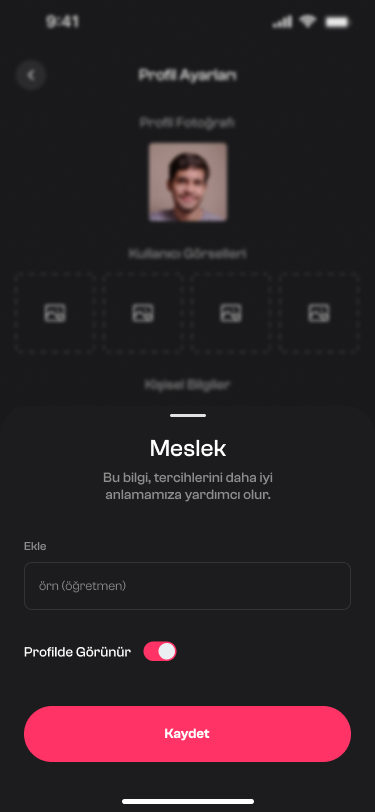 9:41
Profil Ayarları
Profil Fotoğrafı
Kullanıcı Görselleri
Kişisel Bilgiler
Meslek
Bu bilgi, tercihlerini daha iyi
anlamamıza yardımcı olur.
Ekle
örn (öğretmen)
Profilde Görünür
Kaydet